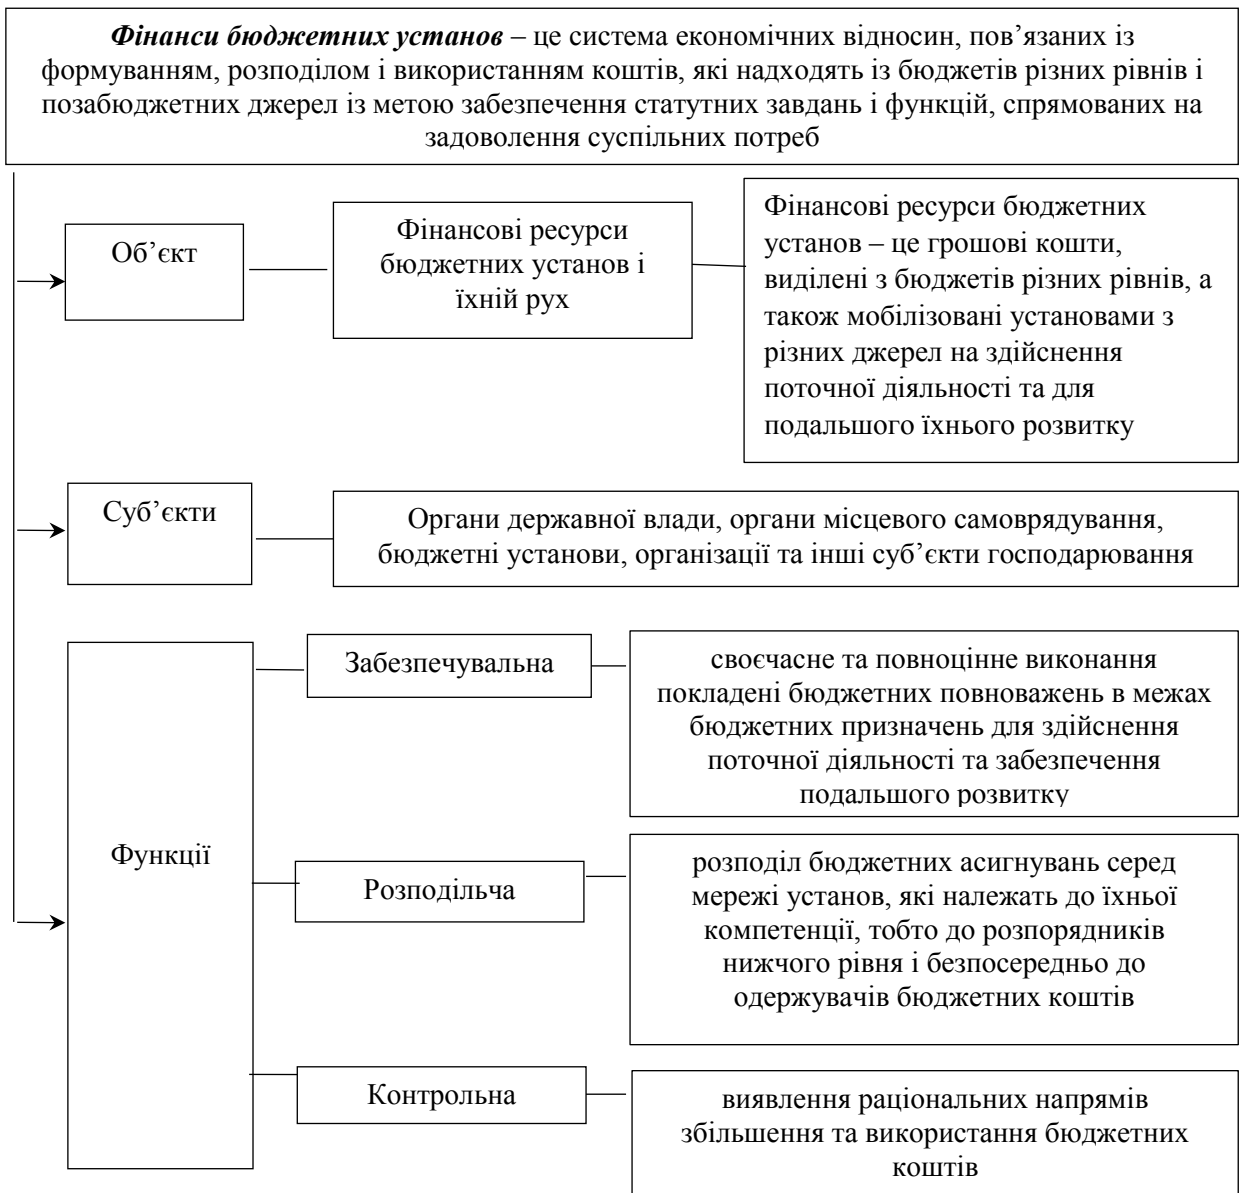 Фінанси бюджетних установ – це система економічних відносин, пов’язаних із
формуванням, розподілом і використанням коштів, які надходять із бюджетів різних рівнів і
позабюджетних джерел із метою забезпечення статутних завдань і функцій, спрямованих на
задоволення суспільних потреб
Об’єкт
Фінансові ресурси
бюджетних установ і
їхній рух
Фінансові ресурси бюджетних
установ – це грошові кошти,
виділені з бюджетів різних рівнів, а
також мобілізовані установами з
різних джерел на здійснення
поточної діяльності та для
подальшого їхнього розвитку
Суб’єкти
Органи державної влади, органи місцевого самоврядування,
бюджетні установи, організації та інші суб’єкти господарювання
Функції
Забезпечувальна
своєчасне та повноцінне виконання
покладені бюджетних повноважень в межах
бюджетних призначень для здійснення
поточної діяльності та забезпечення
подальшого розвитку
Розподільча
розподіл бюджетних асигнувань серед
мережі установ, які належать до їхньої
компетенції, тобто до розпорядників
нижчого рівня і безпосередньо до
одержувачів бюджетних коштів
Контрольна
виявлення раціональних напрямів
збільшення та використання бюджетних
коштів